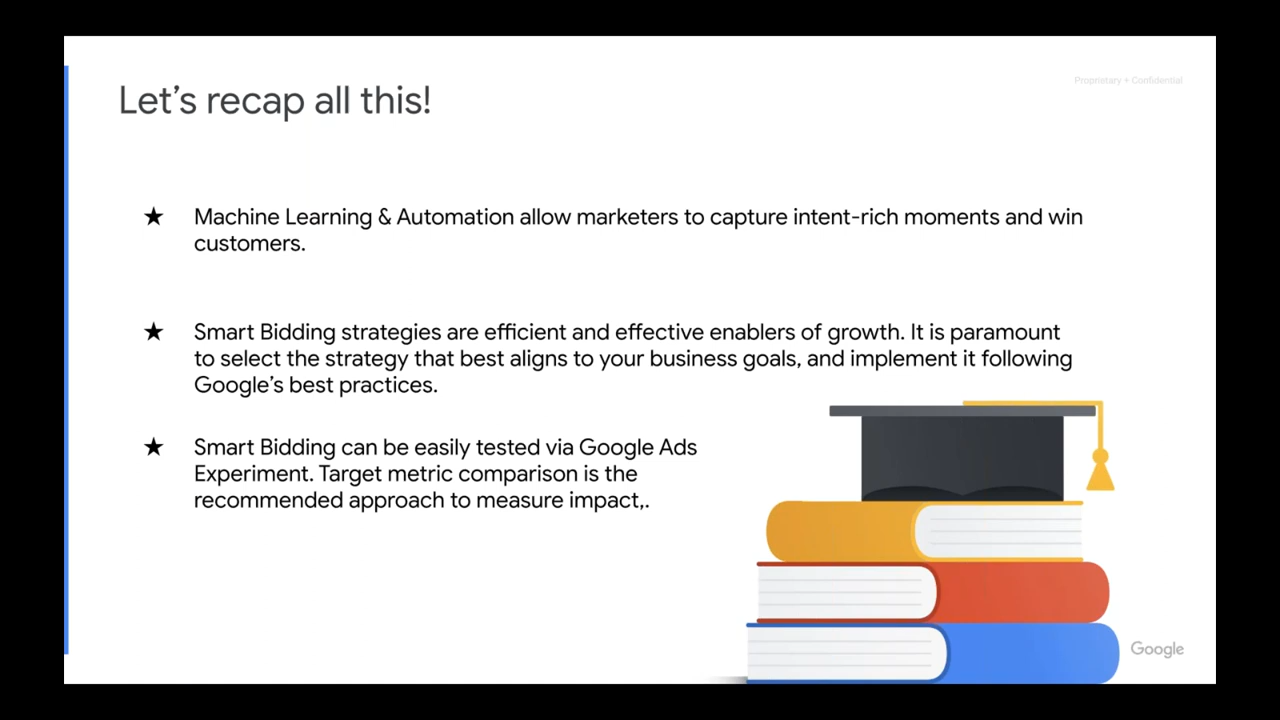 Proprietary + Confidential
Let's recap all this!
★ Machine Learning & Automation allow marketers to capture intent-rich moments and win
customers.
★ Smart Bidding strategies are efficient and effective enablers of growth. It is paramount
to select the strategy that best aligns to your business goals, and implement it following
Google's best practices.
★ Smart Bidding can be easily tested via Google Ads
Experiment. Target metric comparison is the
recommended approach to measure impact,.
Google